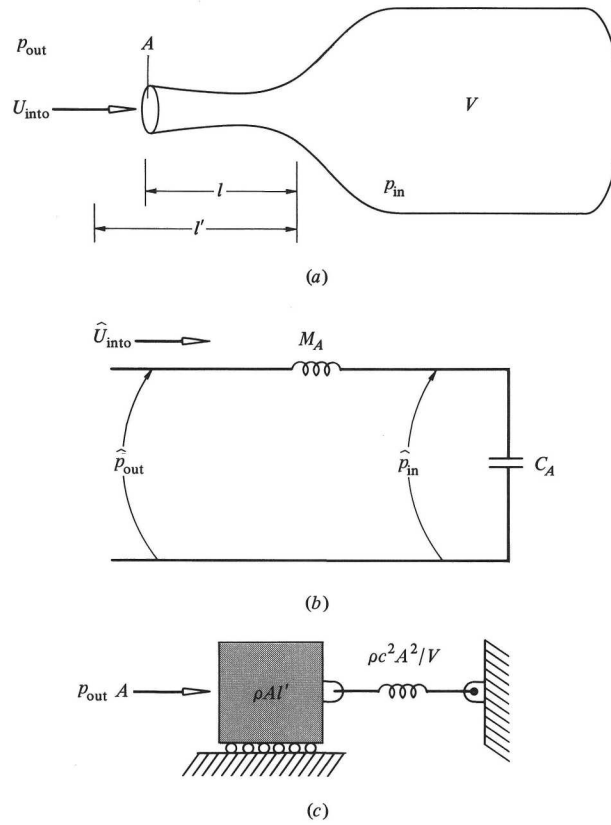 p_out
A
U_into
V
l
p_in
l'
(a)
Û_into
M_A
p̂_out
p̂_in
C_A
(b)
ρc²A²/V
p_out A
ρAl'
(c)